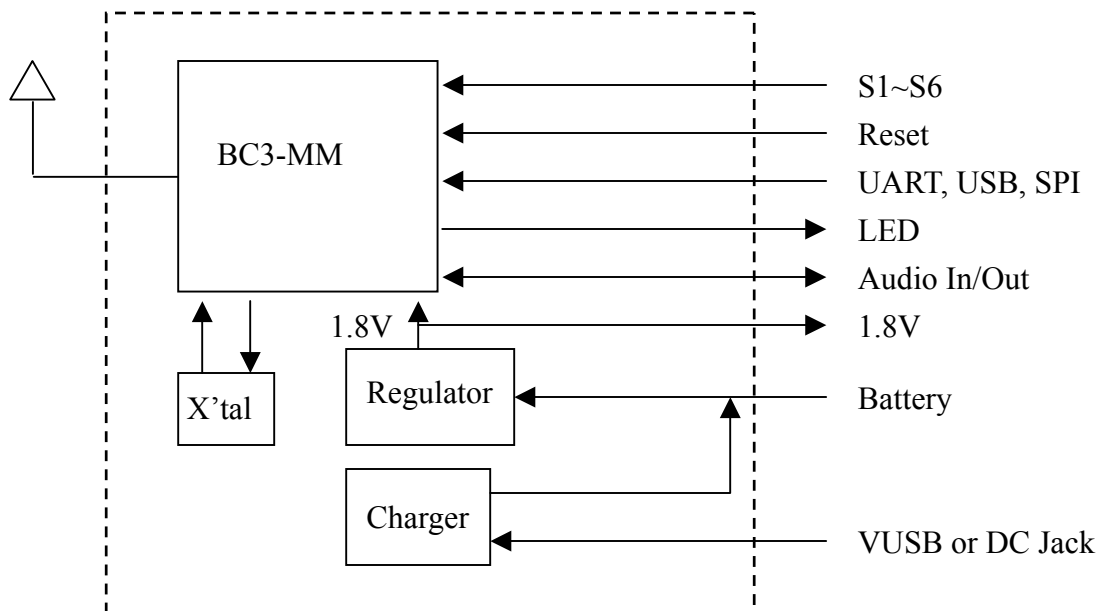 S1~S6
BC3-MM
Reset
UART, USB, SPI
LED
Audio In/Out
1.8V
1.8V
X’tal
Regulator
Battery
Charger
VUSB or DC Jack